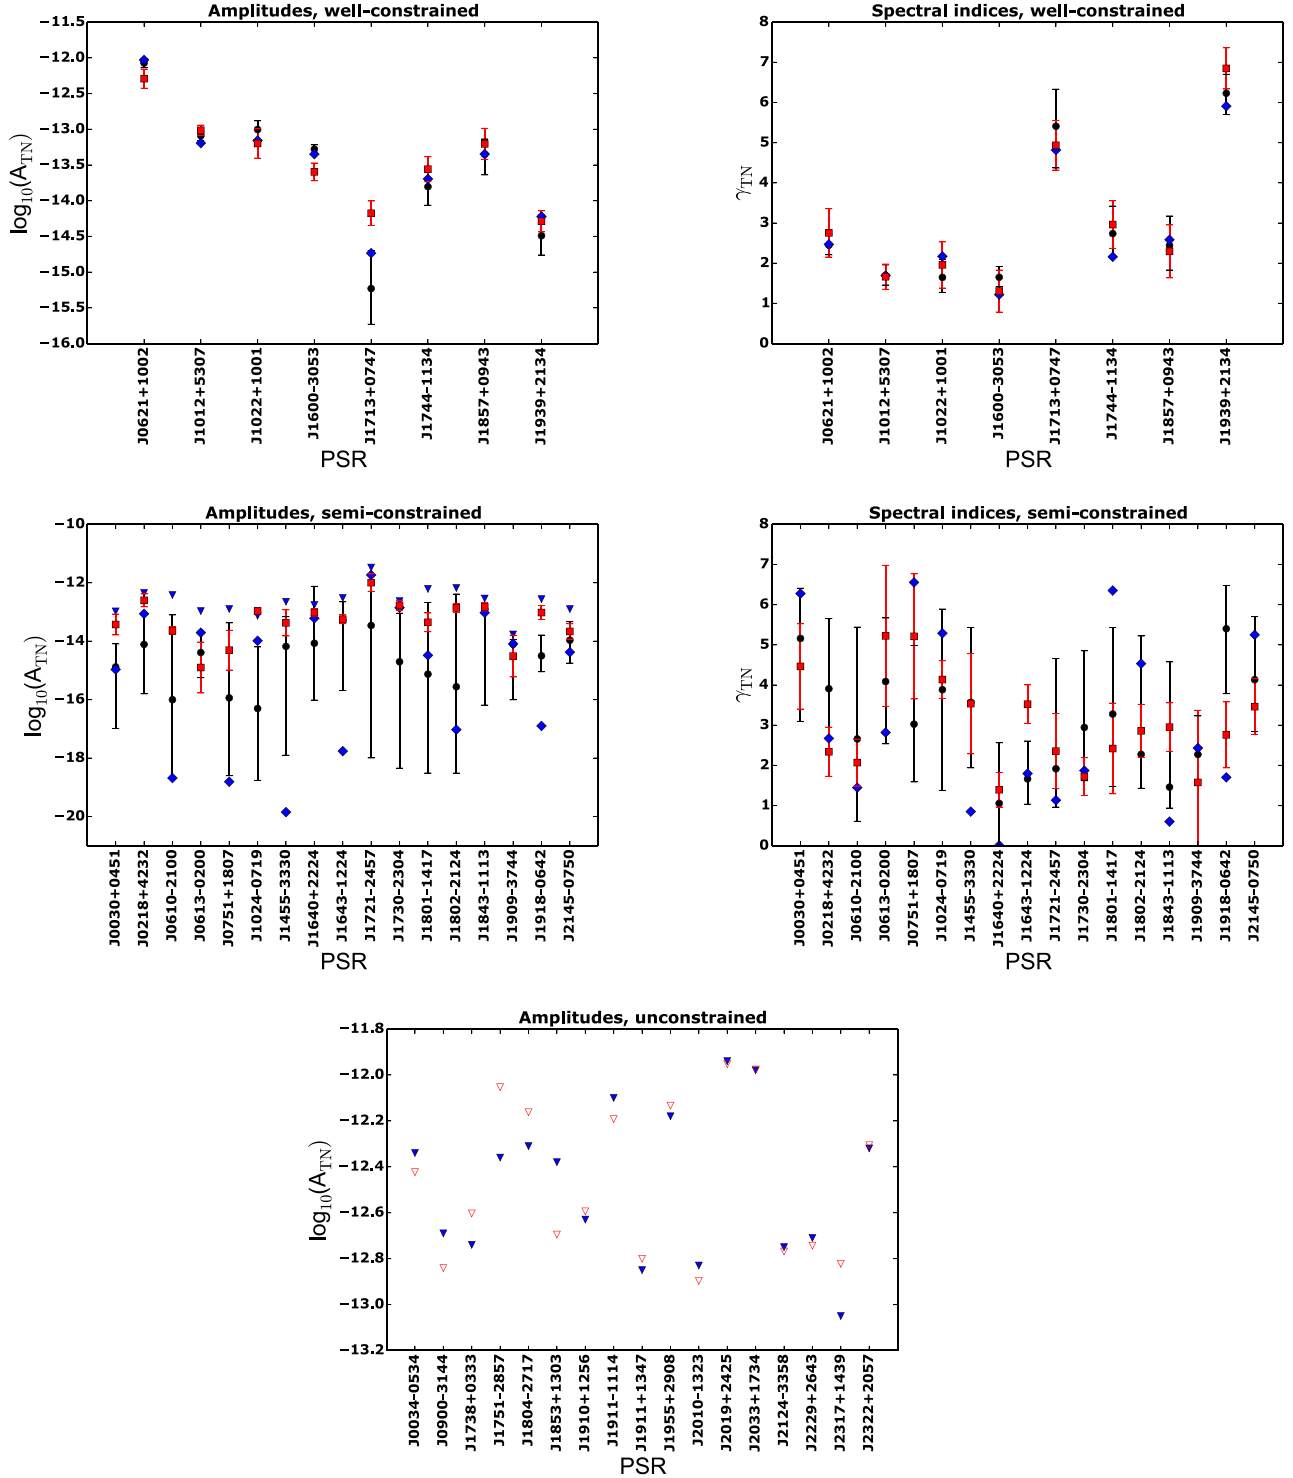 Amplitudes, well-constrained
−11.5
−12.0
−12.5
−13.0
−13.5
−14.0
−14.5
−15.0
−15.5
−16.0
log10(ATN)
J0621+1002
J1012+5307
J1022+1001
J1600-3053
J1713+0747
J1744-1134
J1857+0943
J1939+2134
PSR
Spectral indices, well-constrained
8
7
6
5
4
3
2
1
0
γTN
J0621+1002
J1012+5307
J1022+1001
J1600-3053
J1713+0747
J1744-1134
J1857+0943
J1939+2134
PSR
Amplitudes, semi-constrained
−10
−12
−14
−16
−18
−20
log10(ATN)
J0030+0451
J0218+4232
J0610-2100
J0613-0200
J0751+1807
J1024-0719
J1455-3330
J1640+2224
J1643-1224
J1721-2457
J1730-2304
J1801-1417
J1802-2124
J1843-1113
J1909-3744
J1918-0642
J2145-0750
PSR
Spectral indices, semi-constrained
8
7
6
5
4
3
2
1
0
γTN
J0030+0451
J0218+4232
J0610-2100
J0613-0200
J0751+1807
J1024-0719
J1455-3330
J1640+2224
J1643-1224
J1721-2457
J1730-2304
J1801-1417
J1802-2124
J1843-1113
J1909-3744
J1918-0642
J2145-0750
PSR
Amplitudes, unconstrained
−11.8
−12.0
−12.2
−12.4
−12.6
−12.8
−13.0
−13.2
log10(ATN)
J0034-0534
J0900-3144
J1738+0333
J1751-2857
J1804-2717
J1853+1303
J1910+1256
J1911-1114
J1911+1347
J1955+2908
J2010-1323
J2019+2425
J2033+1734
J2124-3358
J2229+2643
J2317+1439
J2322+2057
PSR